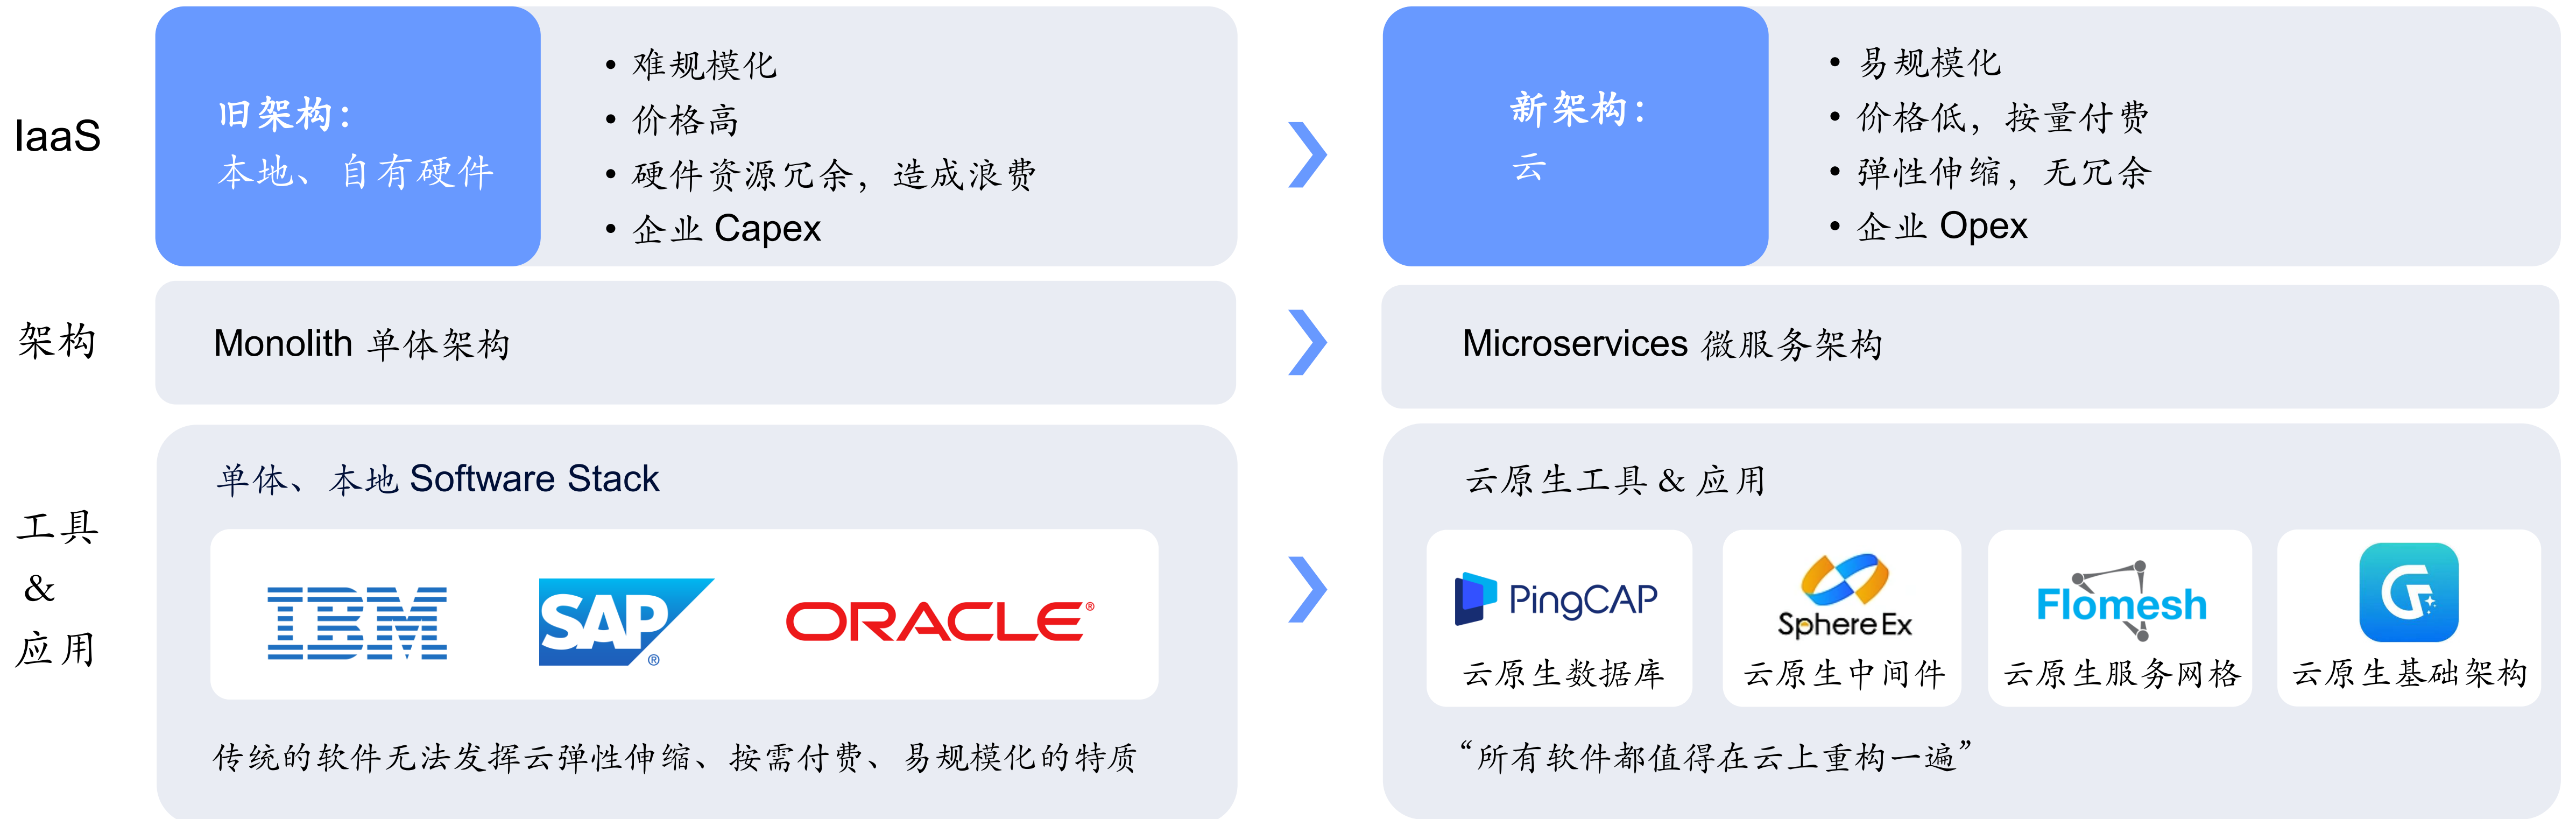 IaaS
旧架构：
本地、自有硬件
• 难规模化
• 价格高
• 硬件资源冗余，造成浪费
• 企业 Capex
新架构：
云
• 易规模化
• 价格低，按量付费
• 弹性伸缩，无冗余
• 企业 Opex
架构
Monolith 单体架构
Microservices 微服务架构
工具
&
应用
单体、本地 Software Stack
IBM
SAP®
ORACLE®
传统的软件无法发挥云弹性伸缩、按需付费、易规模化的特质
云原生工具 & 应用
PingCAP
云原生数据库
SphereEx
云原生中间件
Flomesh
云原生服务网格
云原生基础架构
“所有软件都值得在云上重构一遍”